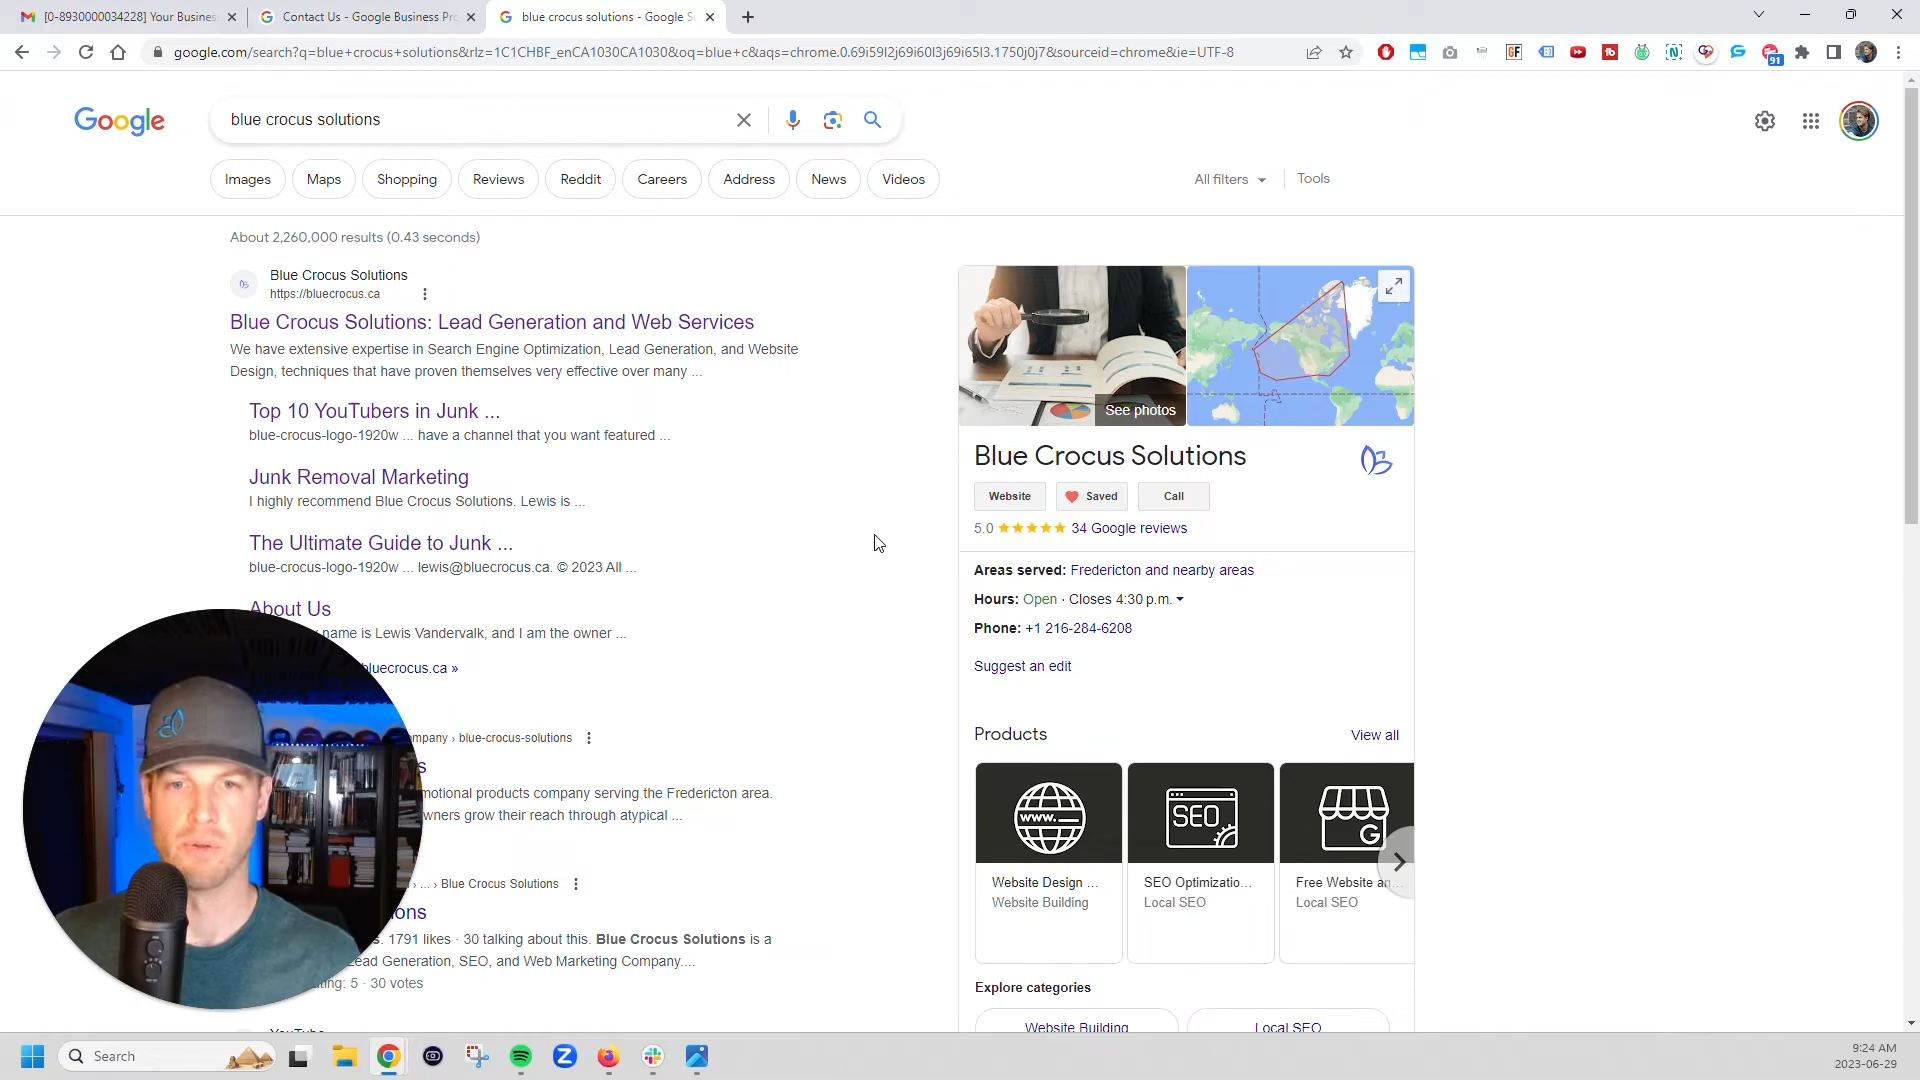 [0-8930000034228] Your Busines
Contact Us - Google Business Pro
blue crocus solutions - Google S
google.com/search?q=blue+crocus+solutions&rlz=1C1CHBF_enCA1030CA1030&oq=blue+c&aqs=chrome.0.69i59l2j69i60l3j69i65l3.1750j0j7&sourceid=chrome&ie=UTF-8
91
Google
blue crocus solutions
Images
Maps
Shopping
Reviews
Reddit
Careers
Address
News
Videos
All filters
Tools
About 2,260,000 results (0.43 seconds)
Blue Crocus Solutions
https://bluecrocus.ca
Blue Crocus Solutions: Lead Generation and Web Services
We have extensive expertise in Search Engine Optimization, Lead Generation, and Website
Design, techniques that have proven themselves very effective over many ...
Top 10 YouTubers in Junk ...
blue-crocus-logo-1920w ... have a channel that you want featured ...
Junk Removal Marketing
I highly recommend Blue Crocus Solutions. Lewis is ...
The Ultimate Guide to Junk ...
blue-crocus-logo-1920w ... lewis@bluecrocus.ca. © 2023 All ...
About Us
name is Lewis Vandervalk, and I am the owner ...
bluecrocus.ca »
ompany › blue-crocus-solutions
s
motional products company serving the Fredericton area.
wners grow their reach through atypical ...
› ... › Blue Crocus Solutions
ions
s. 1791 likes · 30 talking about this. Blue Crocus Solutions is a
Lead Generation, SEO, and Web Marketing Company....
ating: 5 · 30 votes
YouTube
See photos
Blue Crocus Solutions
Website
Saved
Call
5.0
34 Google reviews
Areas served: Fredericton and nearby areas
Hours: Open · Closes 4:30 p.m.
Phone: +1 216-284-6208
Suggest an edit
Products
View all
www.
SEO
G
Website Design ...
Website Building
SEO Optimizatio...
Local SEO
Free Website an...
Local SEO
Explore categories
Website Building
Local SEO
Search
9:24 AM
2023-06-29